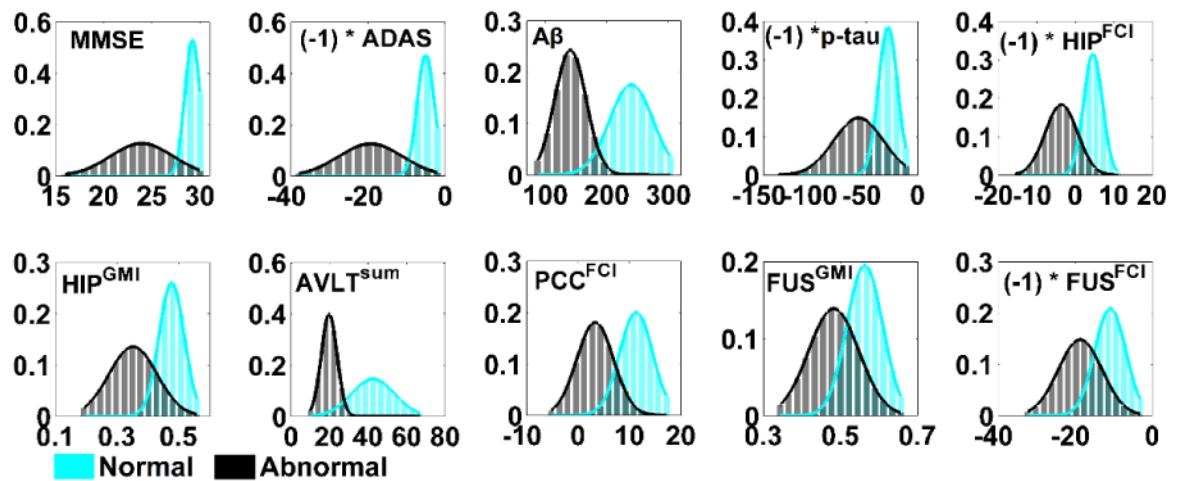 0.6 0.6 0.3 0.4 0.4
MMSE (-1) * ADAS Aβ (-1) *p-tau (-1) * HIP^FCI
0.3 0.3
0.4 0.4 0.2
0.2 0.2
0.2 0.2 0.1
0.1 0.1
0 0 0 0 0
15 20 25 30 -40 -20 0 100 200 300 -150 -100 -50 0 -20 -10 0 10 20
0.3 0.6 0.3 0.2 0.3
HIP^GMI AVLT^sum PCC^FCI FUS^GMI (-1) * FUS^FCI
0.2 0.4 0.2 0.2
0.1
0.1 0.2 0.1 0.1
0 0 0 0 0
0.1 0.3 0.5 0 20 40 60 80 -10 0 10 20 0.3 0.5 0.7 -40 -20 0
Normal Abnormal